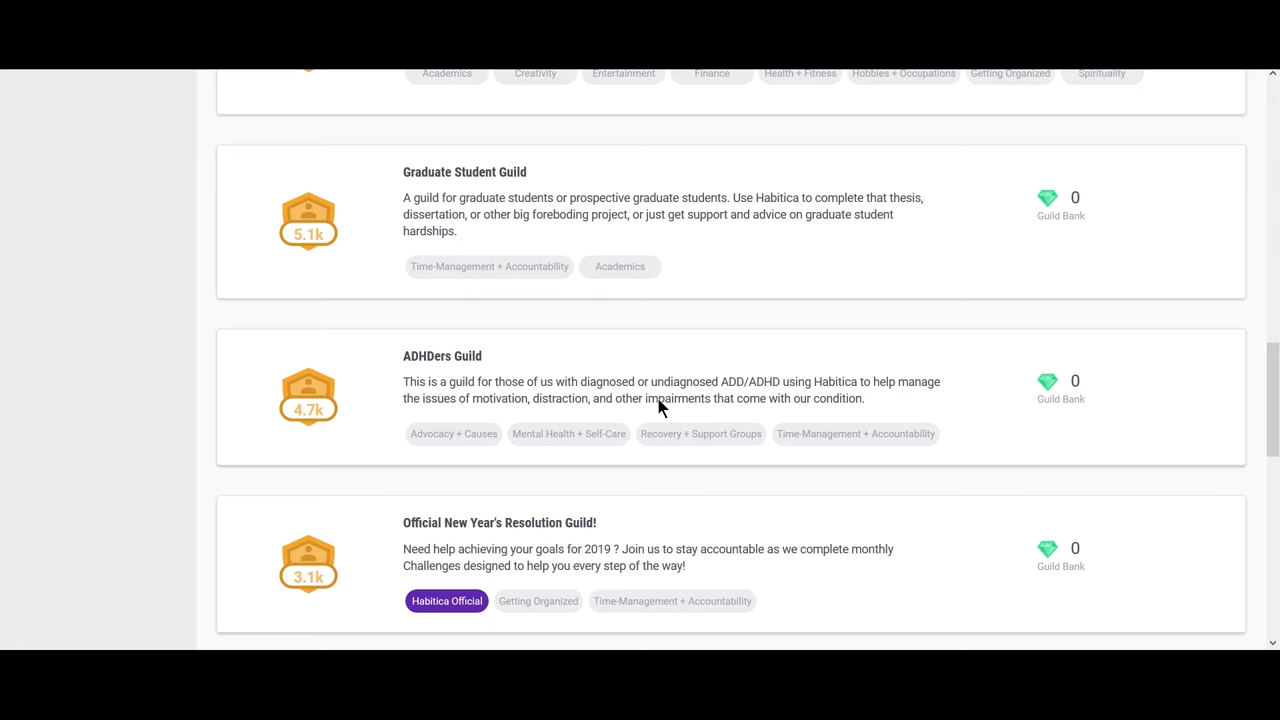 Academics Creativity Entertainment Finance Health + Fitness Hobbies + Occupations Getting Organized Spirituality
Graduate Student Guild
A guild for graduate students or prospective graduate students. Use Habitica to complete that thesis,
dissertation, or other big foreboding project, or just get support and advice on graduate student
hardships.
5.1k
0
Guild Bank
Time-Management + Accountability Academics
ADHDers Guild
This is a guild for those of us with diagnosed or undiagnosed ADD/ADHD using Habitica to help manage
the issues of motivation, distraction, and other impairments that come with our condition.
4.7k
0
Guild Bank
Advocacy + Causes Mental Health + Self-Care Recovery + Support Groups Time-Management + Accountability
Official New Year's Resolution Guild!
Need help achieving your goals for 2019 ? Join us to stay accountable as we complete monthly
Challenges designed to help you every step of the way!
3.1k
0
Guild Bank
Habitica Official Getting Organized Time-Management + Accountability